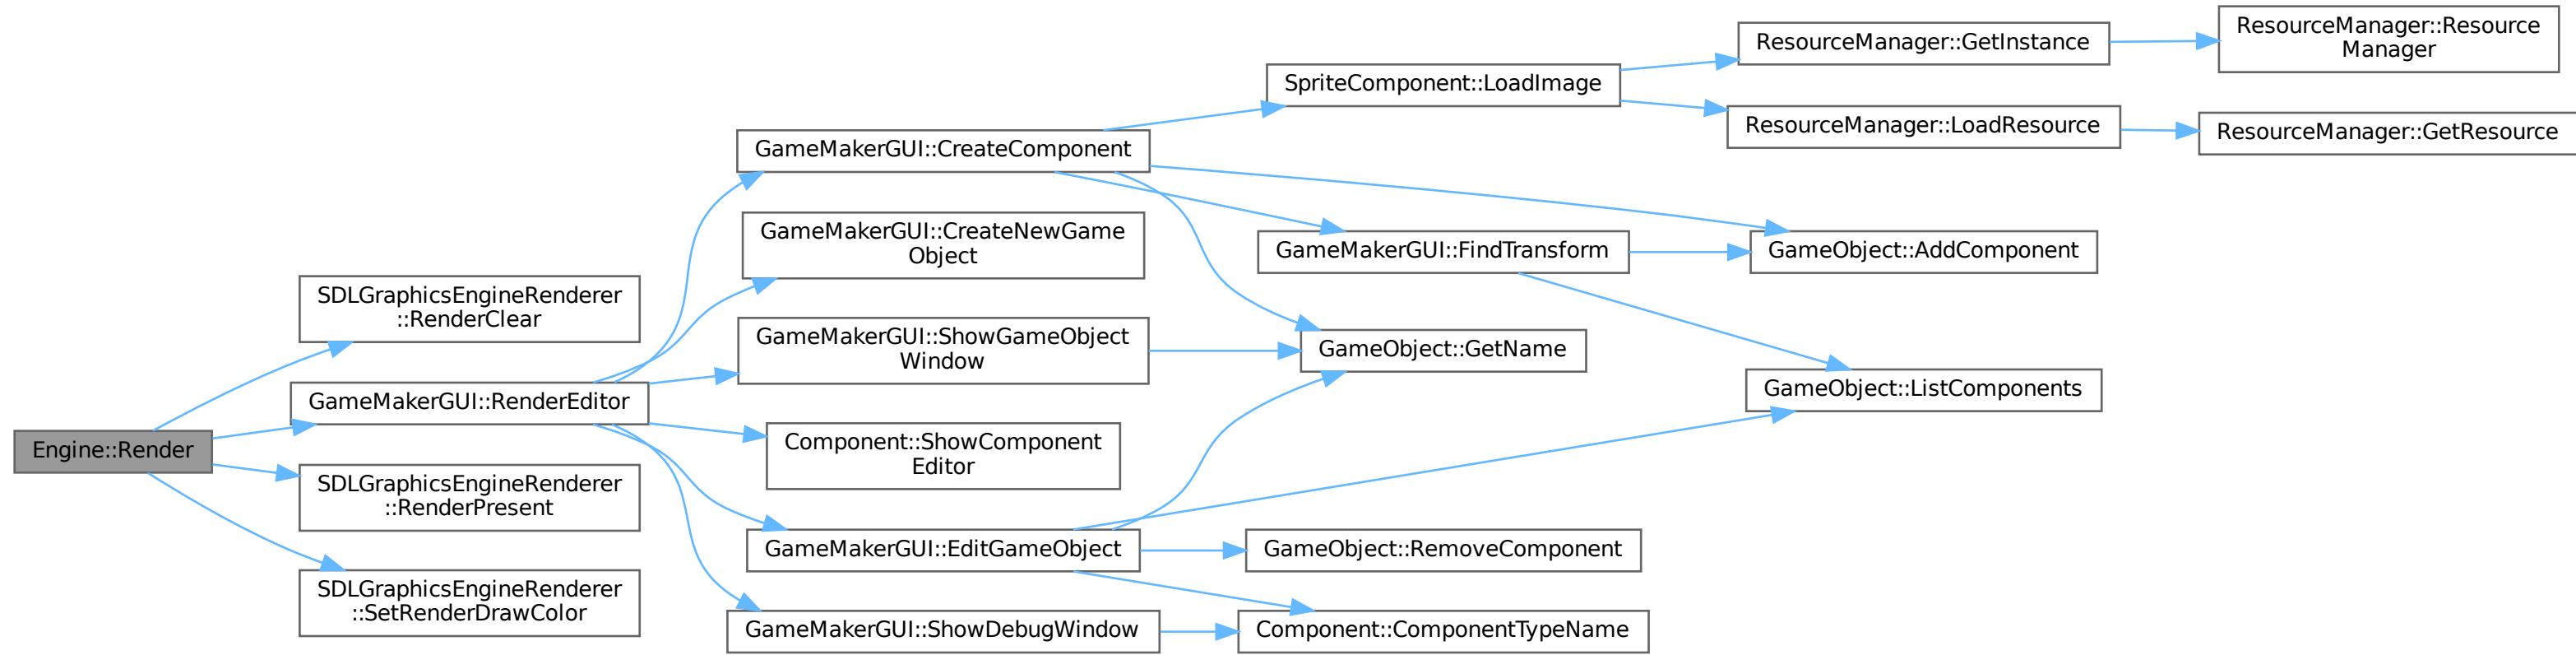 Engine::Render
SDLGraphicsEngineRenderer
::RenderClear
GameMakerGUI::RenderEditor
SDLGraphicsEngineRenderer
::RenderPresent
SDLGraphicsEngineRenderer
::SetRenderDrawColor
GameMakerGUI::CreateComponent
GameMakerGUI::CreateNewGame
Object
GameMakerGUI::ShowGameObject
Window
Component::ShowComponent
Editor
GameMakerGUI::EditGameObject
GameMakerGUI::ShowDebugWindow
SpriteComponent::LoadImage
GameMakerGUI::FindTransform
GameObject::GetName
GameObject::RemoveComponent
Component::ComponentTypeName
ResourceManager::GetInstance
ResourceManager::LoadResource
GameObject::AddComponent
GameObject::ListComponents
ResourceManager::Resource
Manager
ResourceManager::GetResource